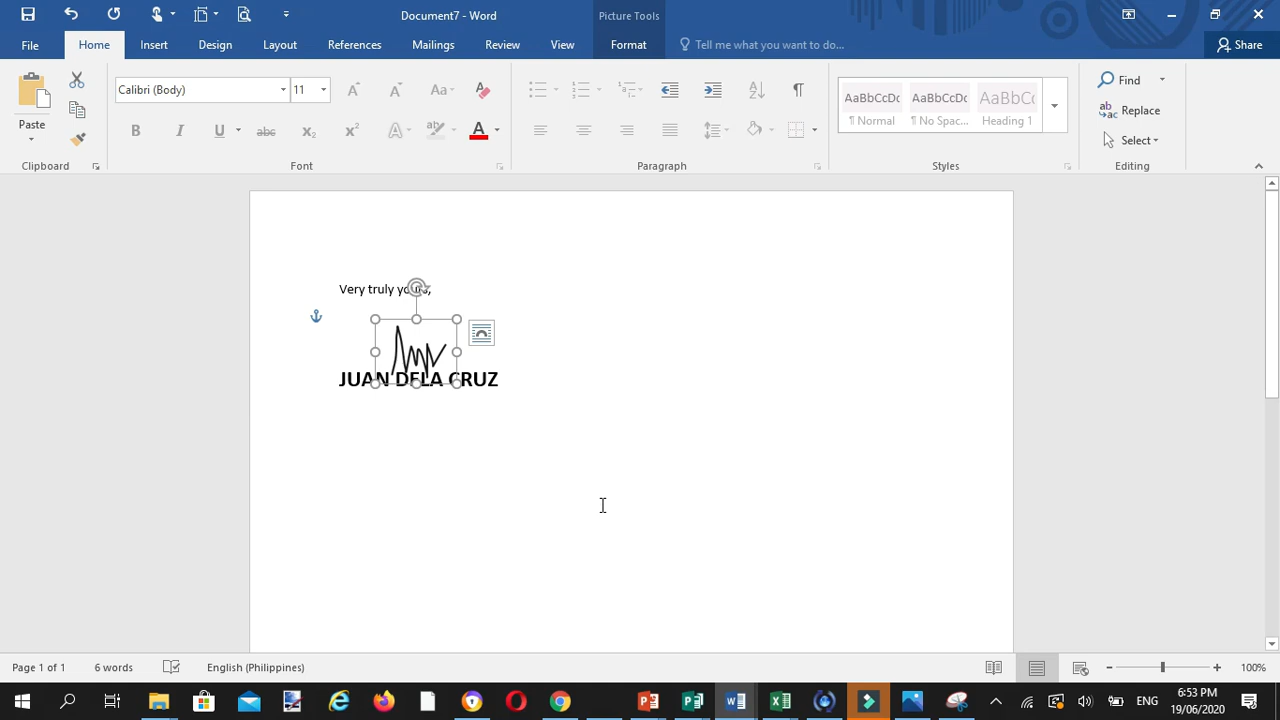 Document7 - Word
Picture Tools
File
Home
Insert
Design
Layout
References
Mailings
Review
View
Format
Tell me what you want to do...
Share
Paste
Calibri (Body)
11
Find
Replace
Select
AaBbCcDc
AaBbCcDc
AaBbCc
¶ Normal
¶ No Spac...
Heading 1
Clipboard
Font
Paragraph
Styles
Editing
Very truly yours,
JUAN DELA CRUZ
Page 1 of 1
6 words
English (Philippines)
100%
ENG
6:53 PM
19/06/2020